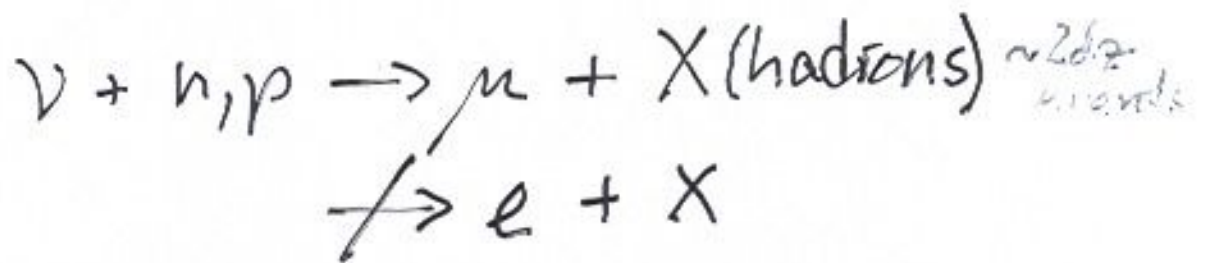 ν + n,p → μ + X (hadrons)
↛ e + X